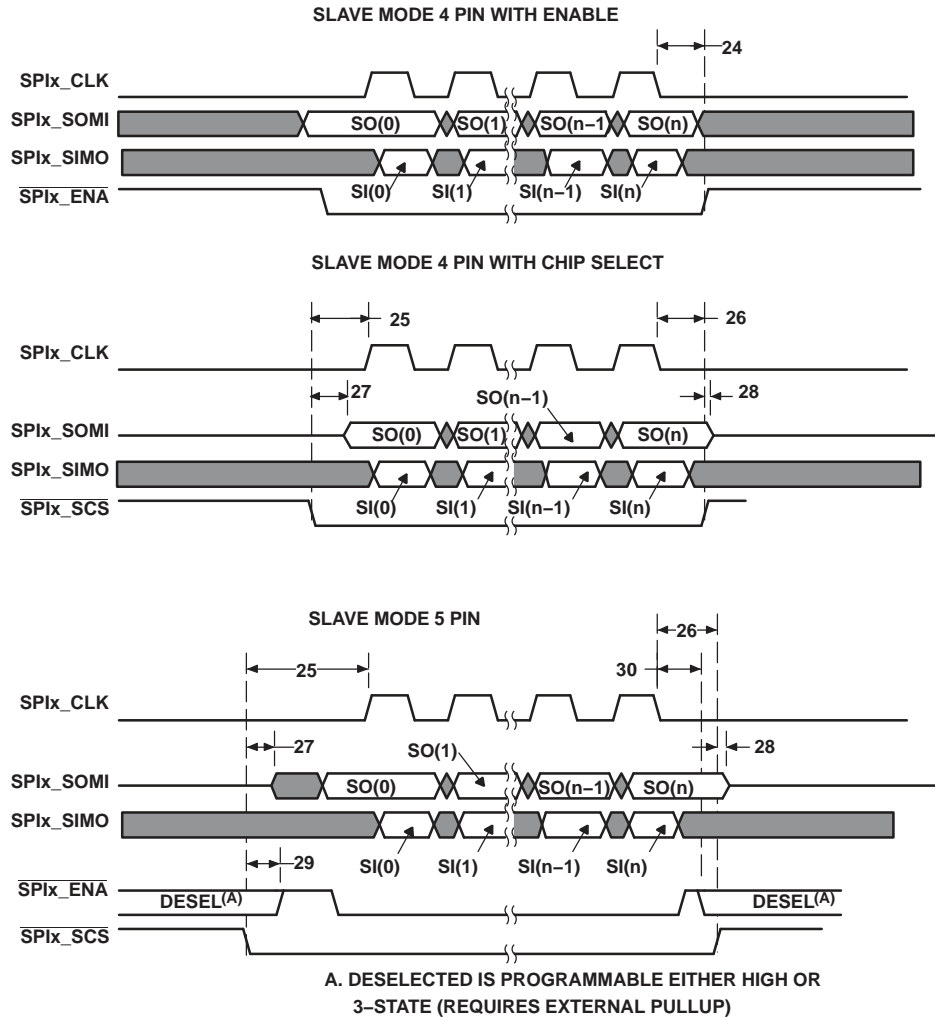 SLAVE MODE 4 PIN WITH ENABLE
24
SPIx_CLK
SPIx_SOMI
SO(0)
SO(1)
SO(n−1)
SO(n)
SPIx_SIMO
SI(0)
SI(1)
SI(n−1)
SI(n)
SPIx_ENA
SLAVE MODE 4 PIN WITH CHIP SELECT
25
26
SPIx_CLK
27
SO(n−1)
28
SPIx_SOMI
SO(0)
SO(1)
SO(n)
SPIx_SIMO
SI(0)
SI(1)
SI(n−1)
SI(n)
SPIx_SCS
SLAVE MODE 5 PIN
26
25
30
SPIx_CLK
27
SO(1)
28
SPIx_SOMI
SO(0)
SO(n−1)
SO(n)
SPIx_SIMO
SI(0)
SI(1)
SI(n−1)
SI(n)
29
SPIx_ENA
DESEL(A)
DESEL(A)
SPIx_SCS
A. DESELECTED IS PROGRAMMABLE EITHER HIGH OR
3−STATE (REQUIRES EXTERNAL PULLUP)